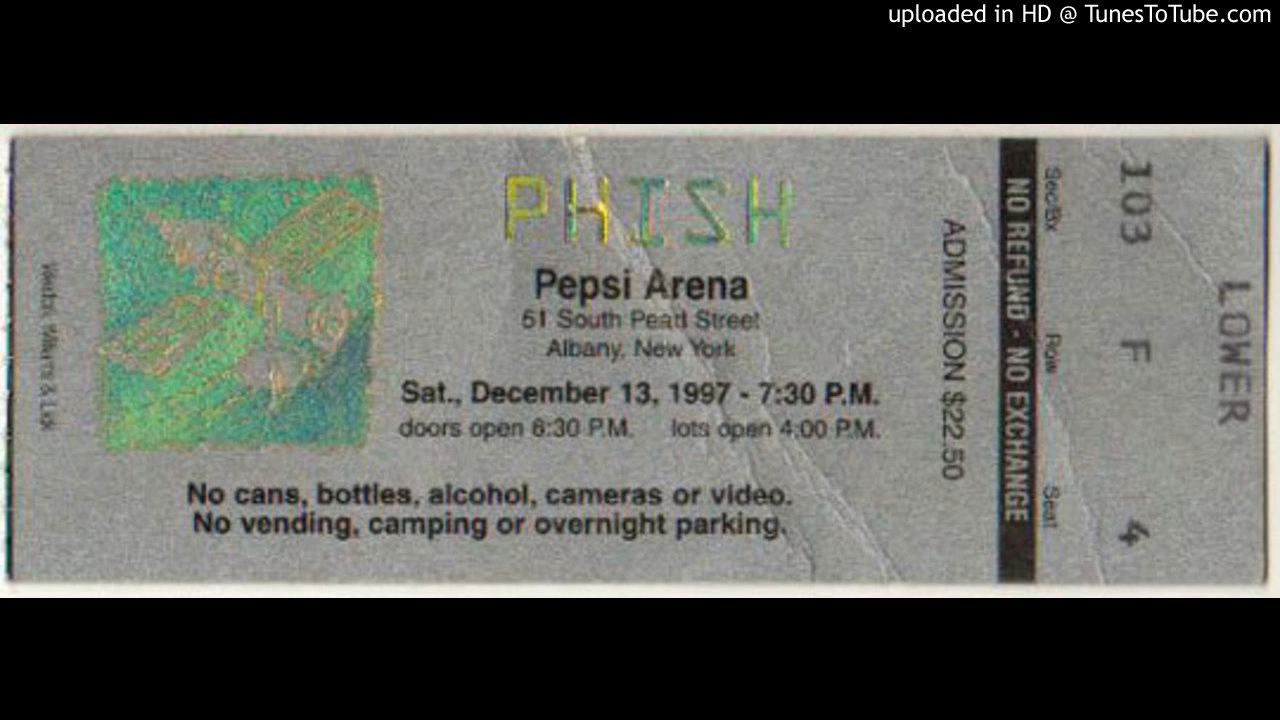 uploaded in HD @ TunesToTube.com
PHISH
Pepsi Arena
51 South Pearl Street
Albany, New York
Sat., December 13, 1997 - 7:30 P.M.
doors open 6:30 P.M. lots open 4:00 P.M.
No cans, bottles, alcohol, cameras or video.
No vending, camping or overnight parking.
ADMISSION $22.50
NO REFUND · NO EXCHANGE
Sec/Bx Row Seat
103 F 4
LOWER